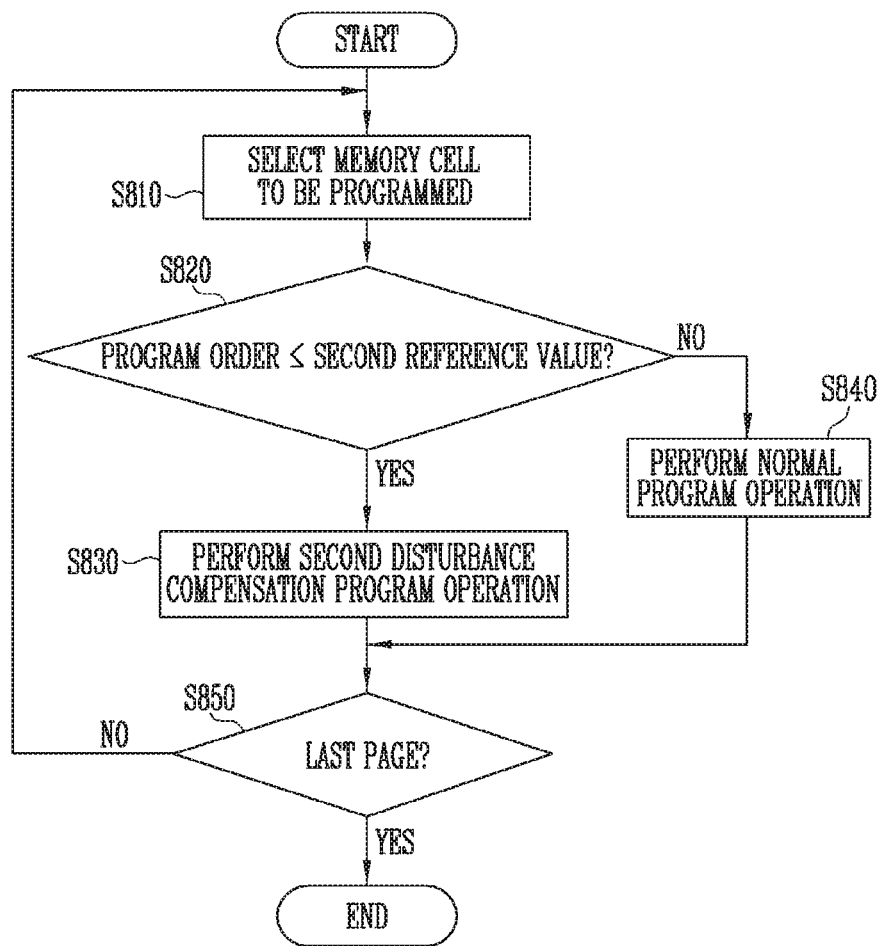 START
SELECT MEMORY CELL
TO BE PROGRAMMED
S810
S820
PROGRAM ORDER ≤ SECOND REFERENCE VALUE?
NO
S840
PERFORM NORMAL
PROGRAM OPERATION
YES
S830
PERFORM SECOND DISTURBANCE
COMPENSATION PROGRAM OPERATION
S850
NO
LAST PAGE?
YES
END